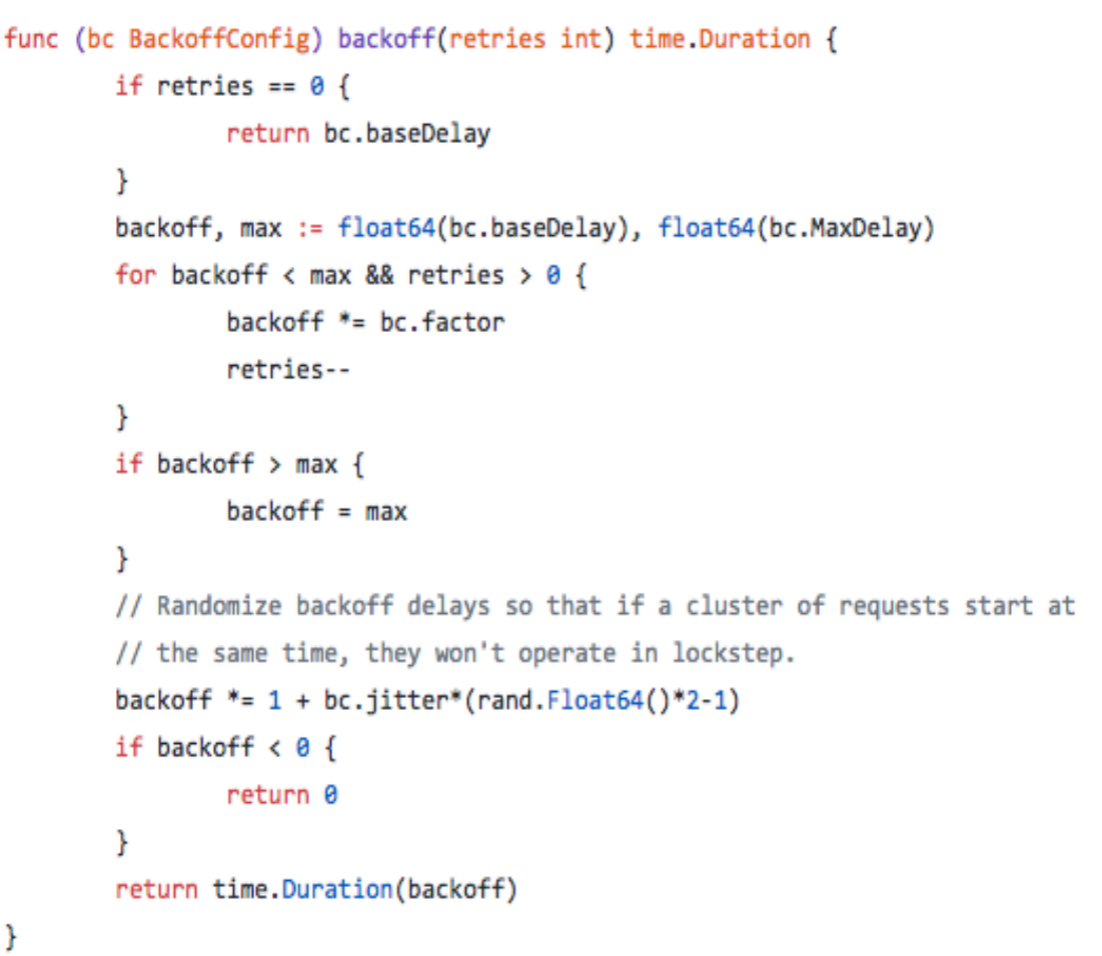 func (bc BackoffConfig) backoff(retries int) time.Duration {
        if retries == 0 {
                return bc.baseDelay
        }
        backoff, max := float64(bc.baseDelay), float64(bc.MaxDelay)
        for backoff < max && retries > 0 {
                backoff *= bc.factor
                retries--
        }
        if backoff > max {
                backoff = max
        }
        // Randomize backoff delays so that if a cluster of requests start at
        // the same time, they won't operate in lockstep.
        backoff *= 1 + bc.jitter*(rand.Float64()*2-1)
        if backoff < 0 {
                return 0
        }
        return time.Duration(backoff)
}